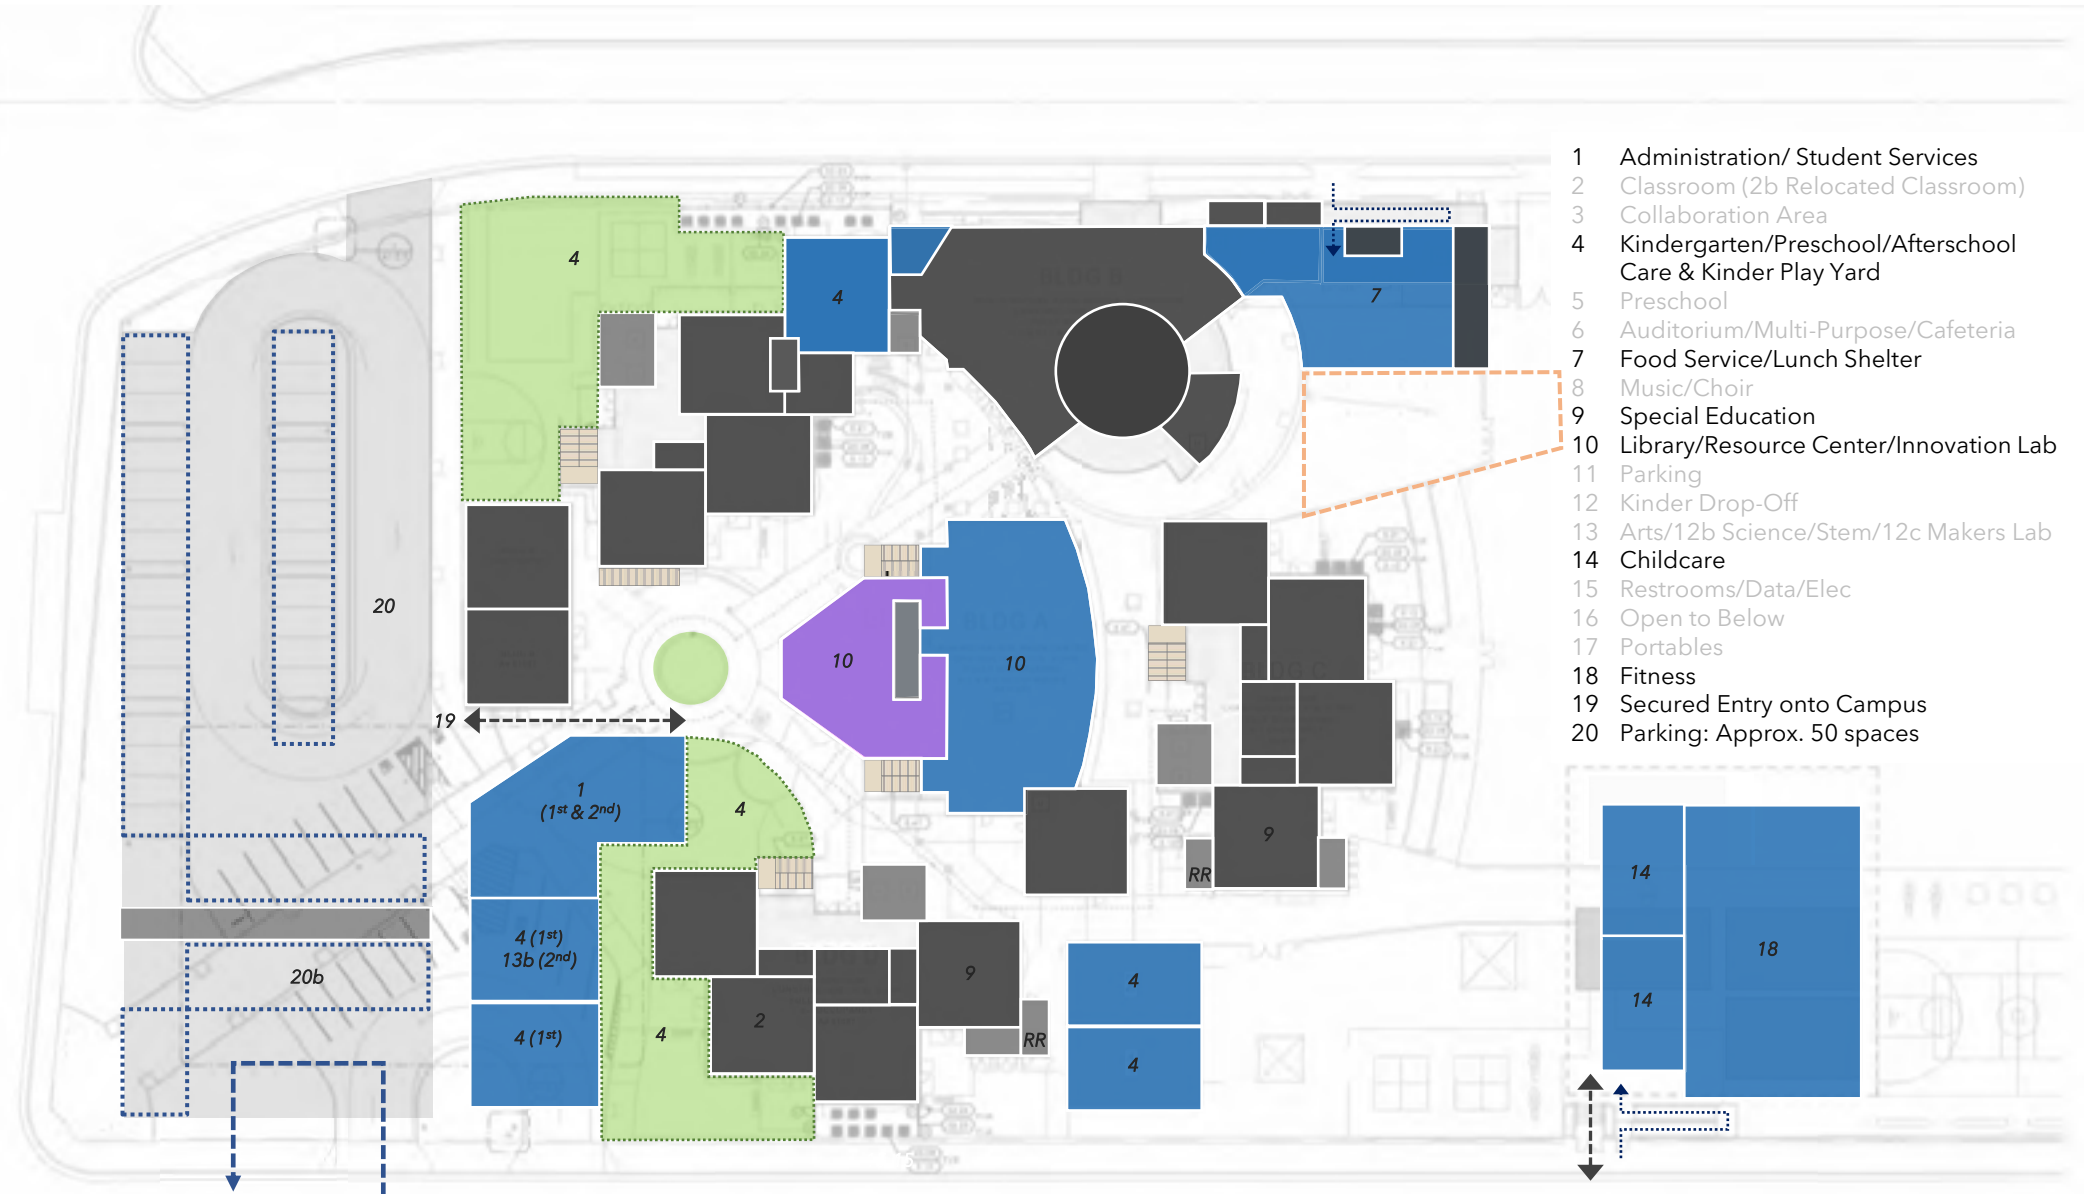 1 Administration/ Student Services
2 Classroom (2b Relocated Classroom)
3 Collaboration Area
4 Kindergarten/Preschool/Afterschool
Care & Kinder Play Yard
5 Preschool
6 Auditorium/Multi-Purpose/Cafeteria
7 Food Service/Lunch Shelter
8 Music/Choir
9 Special Education
10 Library/Resource Center/Innovation Lab
11 Parking
12 Kinder Drop-Off
13 Arts/12b Science/Stem/12c Makers Lab
14 Childcare
15 Restrooms/Data/Elec
16 Open to Below
17 Portables
18 Fitness
19 Secured Entry onto Campus
20 Parking: Approx. 50 spaces
4
4
BLDG B
7
20
10
BLDG A
10
BLDG C
19
1
(1st & 2nd)
4
9
RR
14
4 (1st)
13b (2nd)
20b
9
4
14
18
2
4 (1st)
4
RR
4